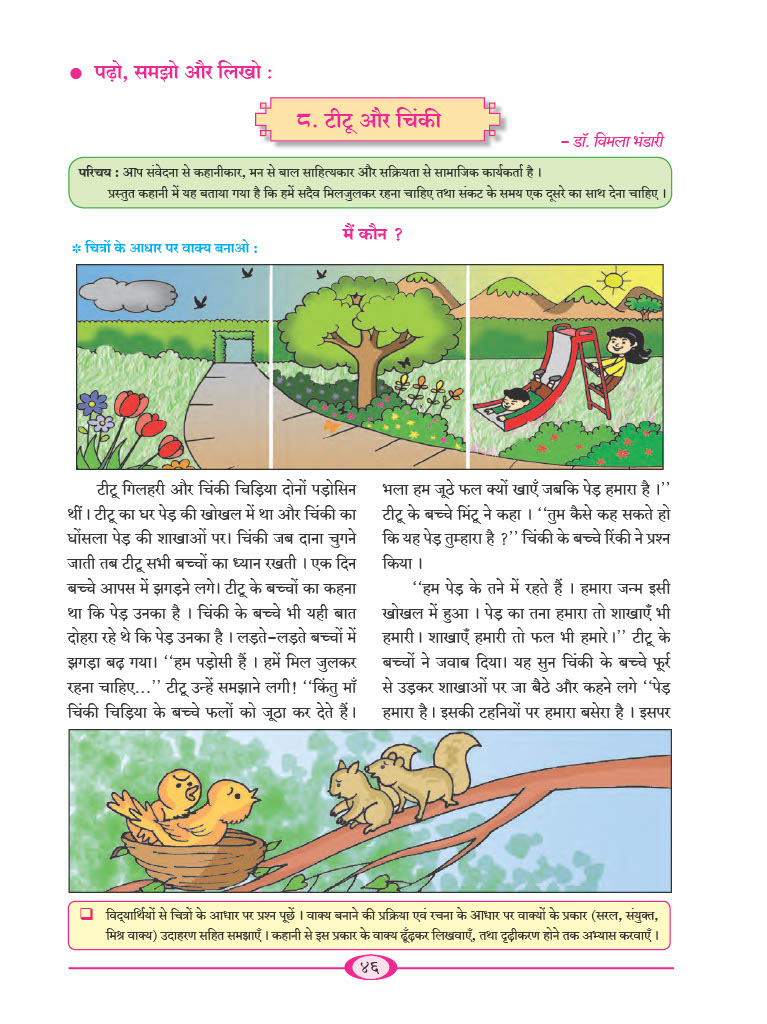 ● पढ़ो, समझो और लिखो :
८. टीटू और चिंकी
– डॉ. विमला भंडारी
परिचय : आप संवेदना से कहानीकार, मन से बाल साहित्यकार और सक्रियता से सामाजिक कार्यकर्ता है ।
प्रस्तुत कहानी में यह बताया गया है कि हमें सदैव मिलजुलकर रहना चाहिए तथा संकट के समय एक दूसरे का साथ देना चाहिए ।
मैं कौन ?
* चित्रों के आधार पर वाक्य बनाओ :
टीटू गिलहरी और चिंकी चिड़िया दोनों पड़ोसिन
थीं । टीटू का घर पेड़ की खोखल में था और चिंकी का
घोंसला पेड़ की शाखाओं पर। चिंकी जब दाना चुगने
जाती तब टीटू सभी बच्चों का ध्यान रखती । एक दिन
बच्चे आपस में झगड़ने लगे। टीटू के बच्चों का कहना
था कि पेड़ उनका है । चिंकी के बच्चे भी यही बात
दोहरा रहे थे कि पेड़ उनका है । लड़ते-लड़ते बच्चों में
झगड़ा बढ़ गया। ‘‘हम पड़ोसी हैं । हमें मिल जुलकर
रहना चाहिए...’’ टीटू उन्हें समझाने लगी! ‘‘किंतु माँ
चिंकी चिड़िया के बच्चे फलों को जूठा कर देते हैं।
भला हम जूठे फल क्यों खाएँ जबकि पेड़ हमारा है ।’’
टीटू के बच्चे मिंटू ने कहा । ‘‘तुम कैसे कह सकते हो
कि यह पेड़ तुम्हारा है ?’’ चिंकी के बच्चे रिंकी ने प्रश्न
किया ।
‘‘हम पेड़ के तने में रहते हैं । हमारा जन्म इसी
खोखल में हुआ । पेड़ का तना हमारा तो शाखाएँ भी
हमारी। शाखाएँ हमारी तो फल भी हमारे।’’ टीटू के
बच्चों ने जवाब दिया। यह सुन चिंकी के बच्चे फूर्र
से उड़कर शाखाओं पर जा बैठे और कहने लगे ‘‘पेड़
हमारा है। इसकी टहनियों पर हमारा बसेरा है । इसपर
❑ विद्‌यार्थियों से चित्रों के आधार पर प्रश्न पूछें । वाक्य बनाने की प्रक्रिया एवं रचना के आधार पर वाक्यों के प्रकार (सरल, संयुक्त,
मिश्र वाक्य) उदाहरण सहित समझाएँ । कहानी से इस प्रकार के वाक्य ढूँढ़कर लिखवाएँ, तथा दृढ़ीकरण होने तक अभ्यास करवाएँ ।
४६